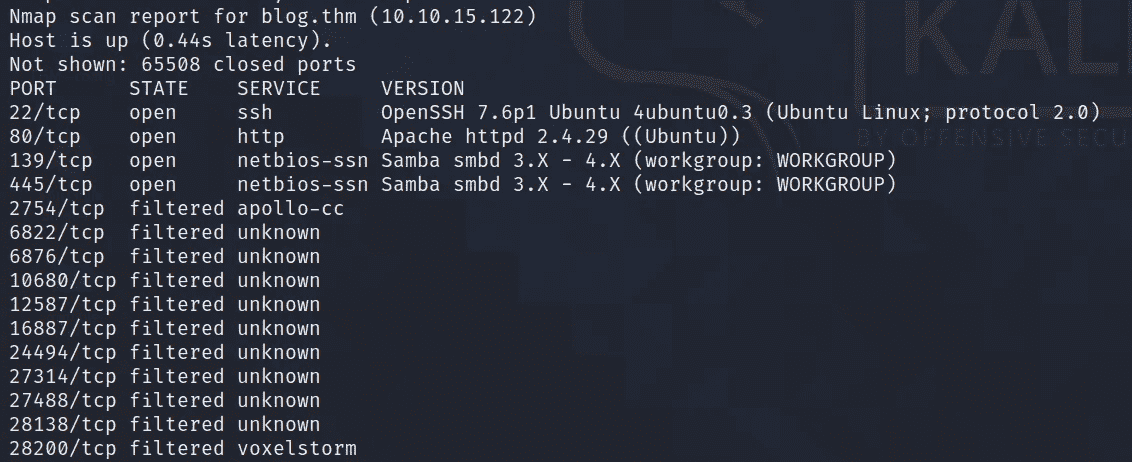 Nmap scan report for blog.thm (10.10.15.122)
Host is up (0.44s latency).
Not shown: 65508 closed ports
PORT      STATE    SERVICE     VERSION
22/tcp    open     ssh         OpenSSH 7.6p1 Ubuntu 4ubuntu0.3 (Ubuntu Linux; protocol 2.0)
80/tcp    open     http        Apache httpd 2.4.29 ((Ubuntu))
139/tcp   open     netbios-ssn Samba smbd 3.X - 4.X (workgroup: WORKGROUP)
445/tcp   open     netbios-ssn Samba smbd 3.X - 4.X (workgroup: WORKGROUP)
2754/tcp  filtered apollo-cc
6822/tcp  filtered unknown
6876/tcp  filtered unknown
10680/tcp filtered unknown
12587/tcp filtered unknown
16887/tcp filtered unknown
24494/tcp filtered unknown
27314/tcp filtered unknown
27488/tcp filtered unknown
28138/tcp filtered unknown
28200/tcp filtered voxelstorm
KAL
BY OFFENSIVE SECU